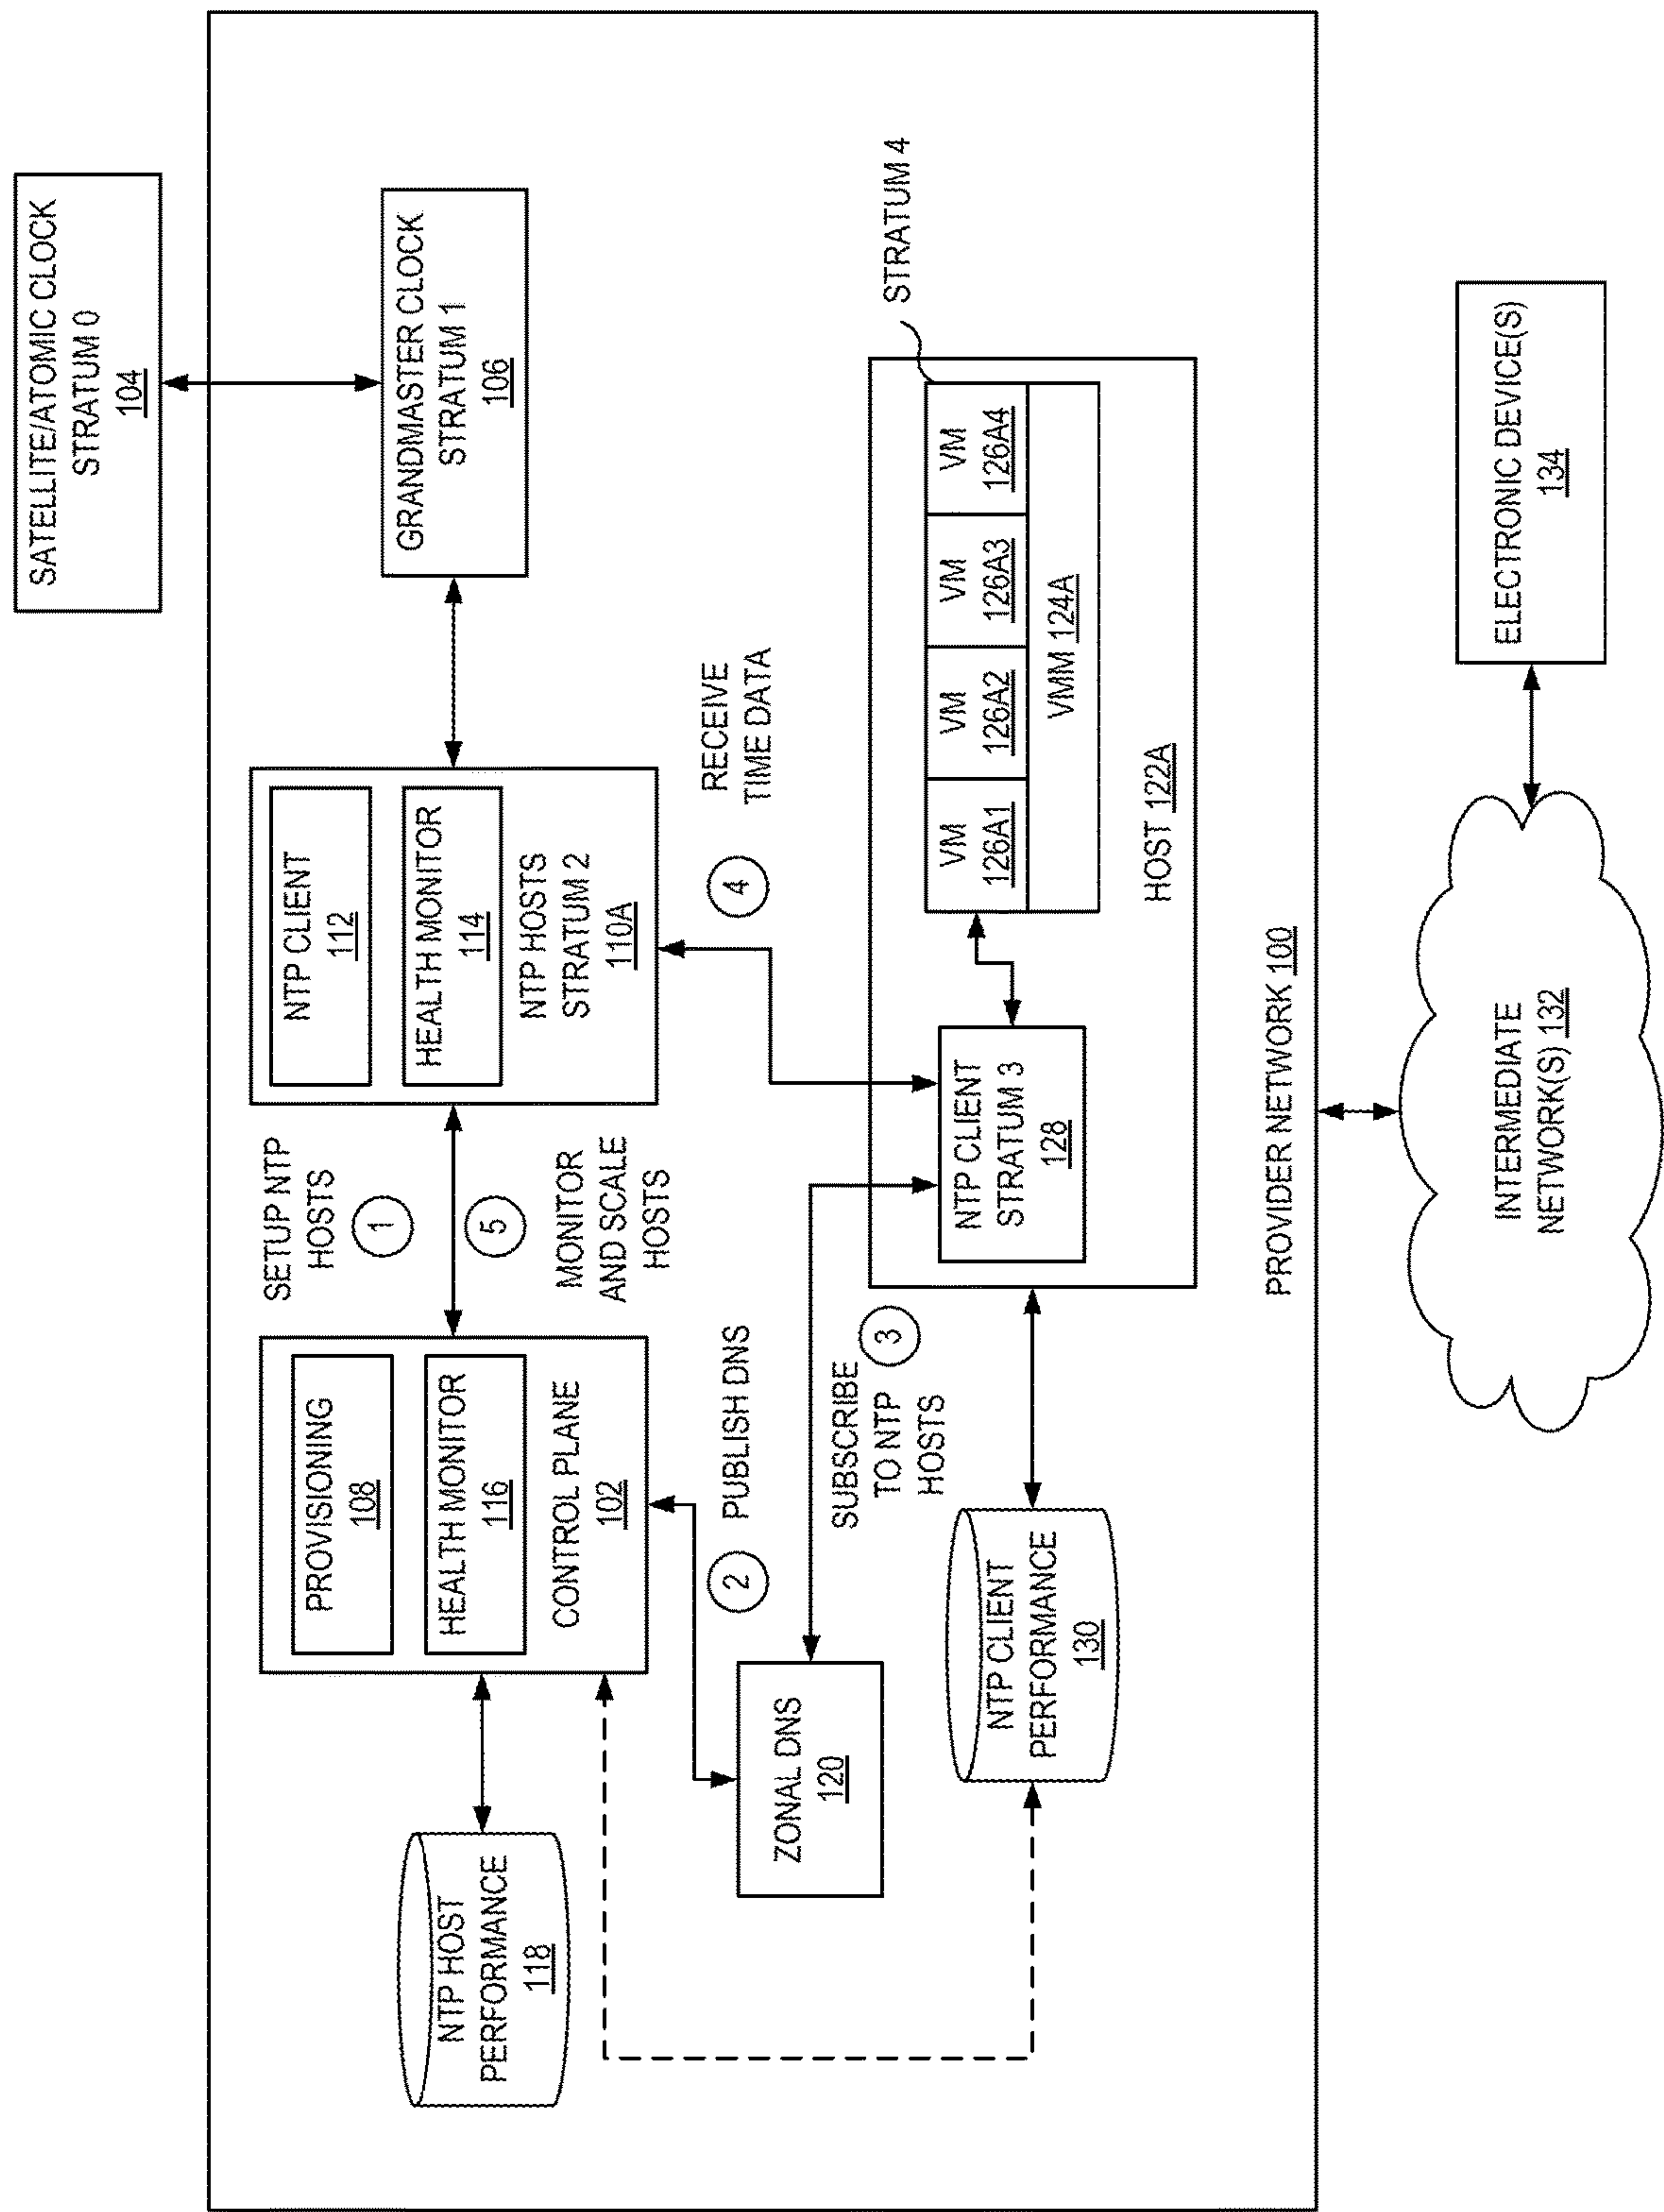 SATELLITE/ATOMIC CLOCK
STRATUM 0
104
GRANDMASTER CLOCK
STRATUM 1
106
NTP CLIENT
112
HEALTH MONITOR
114
NTP HOSTS
STRATUM 2
110A
SETUP NTP
HOSTS
1
5
MONITOR
AND SCALE
HOSTS
PROVISIONING
108
HEALTH MONITOR
116
CONTROL PLANE
102
NTP HOST
PERFORMANCE
118
RECEIVE
TIME DATA
4
2
PUBLISH DNS
ZONAL DNS
120
SUBSCRIBE
TO NTP
HOSTS
3
STRATUM 4
VM
126A1
VM
126A2
VM
126A3
VM
126A4
VMM 124A
NTP CLIENT
STRATUM 3
128
HOST 122A
NTP CLIENT
PERFORMANCE
130
PROVIDER NETWORK 100
INTERMEDIATE
NETWORK(S) 132
ELECTRONIC DEVICE(S)
134